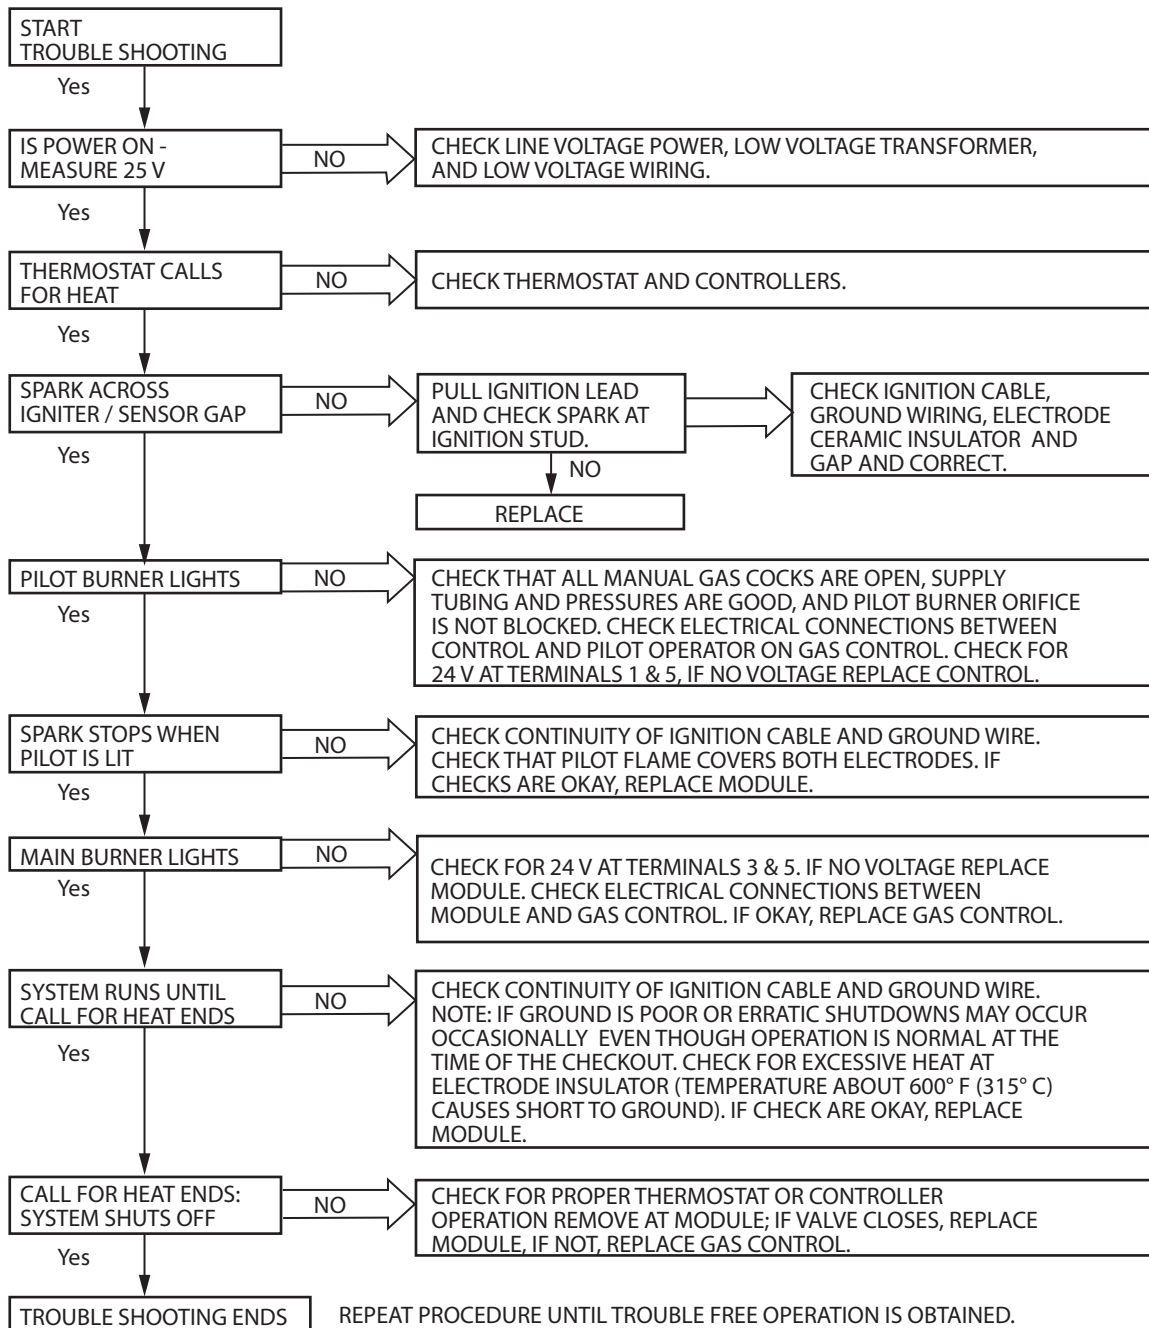 START
TROUBLE SHOOTING
Yes
IS POWER ON -
MEASURE 25 V
NO
CHECK LINE VOLTAGE POWER, LOW VOLTAGE TRANSFORMER,
AND LOW VOLTAGE WIRING.
Yes
THERMOSTAT CALLS
FOR HEAT
NO
CHECK THERMOSTAT AND CONTROLLERS.
Yes
SPARK ACROSS
IGNITER / SENSOR GAP
NO
PULL IGNITION LEAD
AND CHECK SPARK AT
IGNITION STUD.
CHECK IGNITION CABLE,
GROUND WIRING, ELECTRODE
CERAMIC INSULATOR AND
GAP AND CORRECT.
Yes
NO
REPLACE
PILOT BURNER LIGHTS
NO
CHECK THAT ALL MANUAL GAS COCKS ARE OPEN, SUPPLY
TUBING AND PRESSURES ARE GOOD, AND PILOT BURNER ORIFICE
IS NOT BLOCKED. CHECK ELECTRICAL CONNECTIONS BETWEEN
CONTROL AND PILOT OPERATOR ON GAS CONTROL. CHECK FOR
24 V AT TERMINALS 1 & 5, IF NO VOLTAGE REPLACE CONTROL.
Yes
SPARK STOPS WHEN
PILOT IS LIT
NO
CHECK CONTINUITY OF IGNITION CABLE AND GROUND WIRE.
CHECK THAT PILOT FLAME COVERS BOTH ELECTRODES. IF
CHECKS ARE OKAY, REPLACE MODULE.
Yes
MAIN BURNER LIGHTS
NO
CHECK FOR 24 V AT TERMINALS 3 & 5. IF NO VOLTAGE REPLACE
MODULE. CHECK ELECTRICAL CONNECTIONS BETWEEN
MODULE AND GAS CONTROL. IF OKAY, REPLACE GAS CONTROL.
Yes
SYSTEM RUNS UNTIL
CALL FOR HEAT ENDS
NO
CHECK CONTINUITY OF IGNITION CABLE AND GROUND WIRE.
NOTE: IF GROUND IS POOR OR ERRATIC SHUTDOWNS MAY OCCUR
OCCASIONALLY EVEN THOUGH OPERATION IS NORMAL AT THE
TIME OF THE CHECKOUT. CHECK FOR EXCESSIVE HEAT AT
ELECTRODE INSULATOR (TEMPERATURE ABOUT 600° F (315° C)
CAUSES SHORT TO GROUND). IF CHECK ARE OKAY, REPLACE
MODULE.
Yes
CALL FOR HEAT ENDS:
SYSTEM SHUTS OFF
NO
CHECK FOR PROPER THERMOSTAT OR CONTROLLER
OPERATION REMOVE AT MODULE; IF VALVE CLOSES, REPLACE
MODULE, IF NOT, REPLACE GAS CONTROL.
Yes
TROUBLE SHOOTING ENDS
REPEAT PROCEDURE UNTIL TROUBLE FREE OPERATION IS OBTAINED.